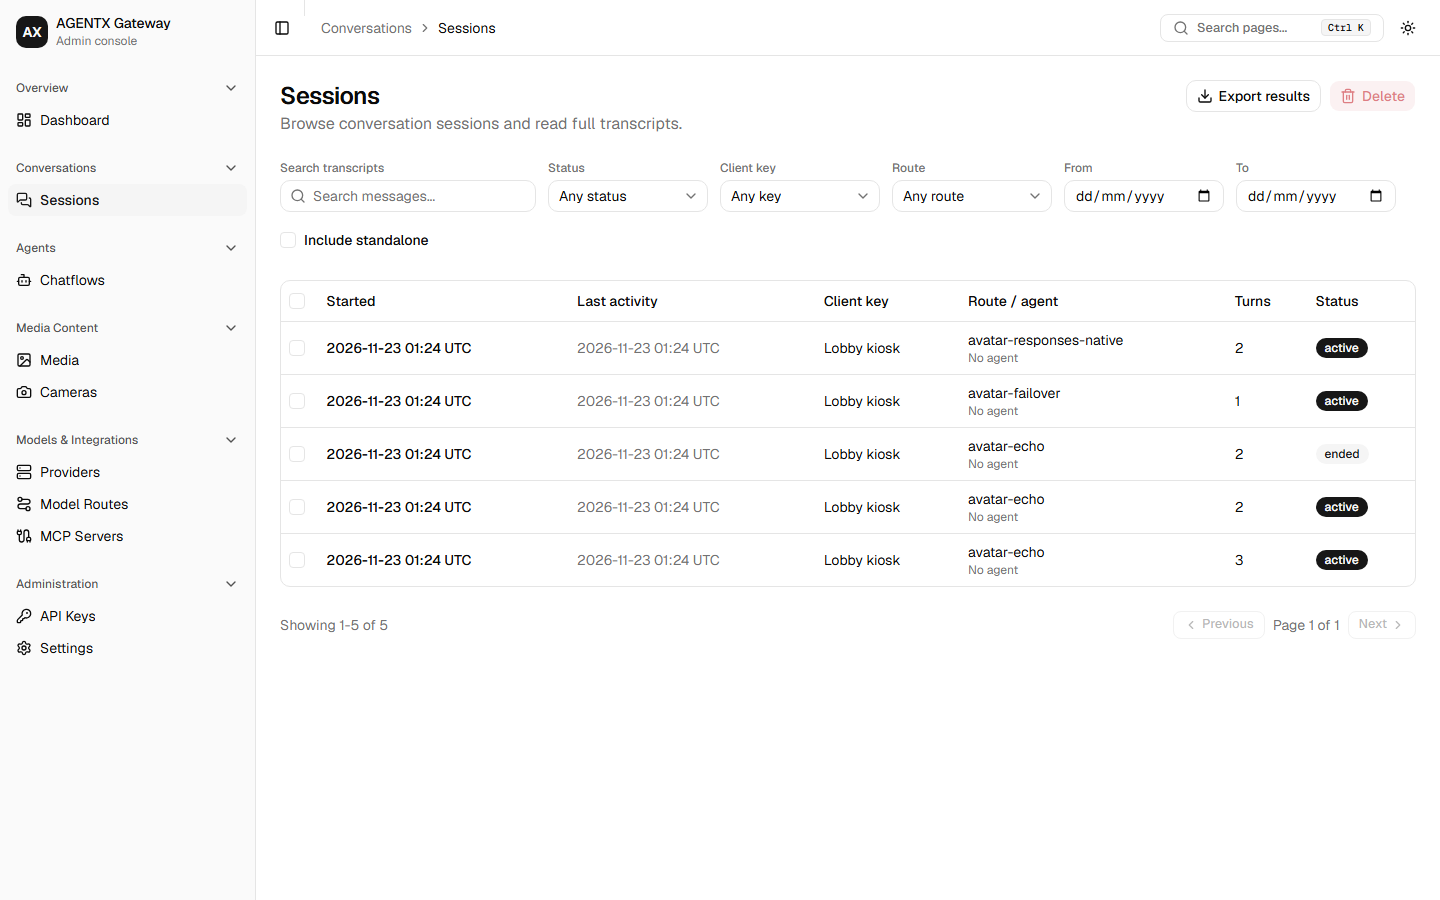 AX
AGENTX Gateway
Admin console
Overview
Dashboard
Conversations
Sessions
Agents
Chatflows
Media Content
Media
Cameras
Models & Integrations
Providers
Model Routes
MCP Servers
Administration
API Keys
Settings
Conversations > Sessions
Search pages... Ctrl K
Sessions
Browse conversation sessions and read full transcripts.
Export results Delete
Search transcripts Status Client key Route From To
Search messages... Any status Any key Any route dd/mm/yyyy dd/mm/yyyy
Include standalone
Started Last activity Client key Route / agent Turns Status
2026-11-23 01:24 UTC 2026-11-23 01:24 UTC Lobby kiosk avatar-responses-native 2 active
No agent
2026-11-23 01:24 UTC 2026-11-23 01:24 UTC Lobby kiosk avatar-failover 1 active
No agent
2026-11-23 01:24 UTC 2026-11-23 01:24 UTC Lobby kiosk avatar-echo 2 ended
No agent
2026-11-23 01:24 UTC 2026-11-23 01:24 UTC Lobby kiosk avatar-echo 2 active
No agent
2026-11-23 01:24 UTC 2026-11-23 01:24 UTC Lobby kiosk avatar-echo 3 active
No agent
Showing 1-5 of 5
Previous Page 1 of 1 Next